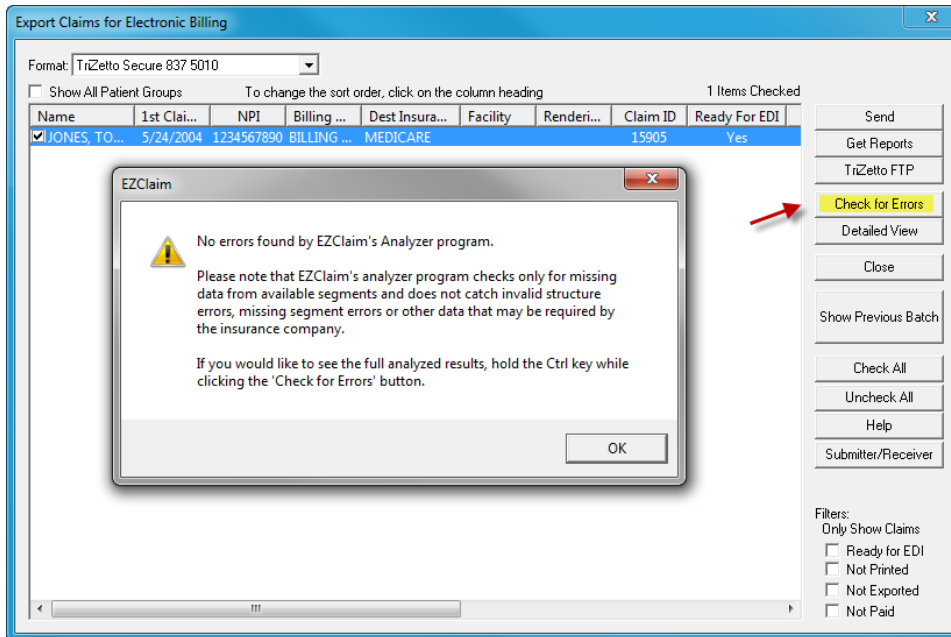 Export Claims for Electronic Billing
Format: TriZetto Secure 837 5010
Show All Patient Groups To change the sort order, click on the column heading 1 Items Checked
Name 1st Clai... NPI Billing ... Dest Insura... Facility Renderi... Claim ID Ready For EDI
JONES, TO... 5/24/2004 1234567890 BILLING ... MEDICARE 15905 Yes
Send
Get Reports
TriZetto FTP
Check for Errors
Detailed View
Close
Show Previous Batch
Check All
Uncheck All
Help
Submitter/Receiver
Filters:
Only Show Claims
Ready for EDI
Not Printed
Not Exported
Not Paid
EZClaim
No errors found by EZClaim's Analyzer program.
Please note that EZClaim's analyzer program checks only for missing
data from available segments and does not catch invalid structure
errors, missing segment errors or other data that may be required by
the insurance company.
If you would like to see the full analyzed results, hold the Ctrl key while
clicking the 'Check for Errors' button.
OK